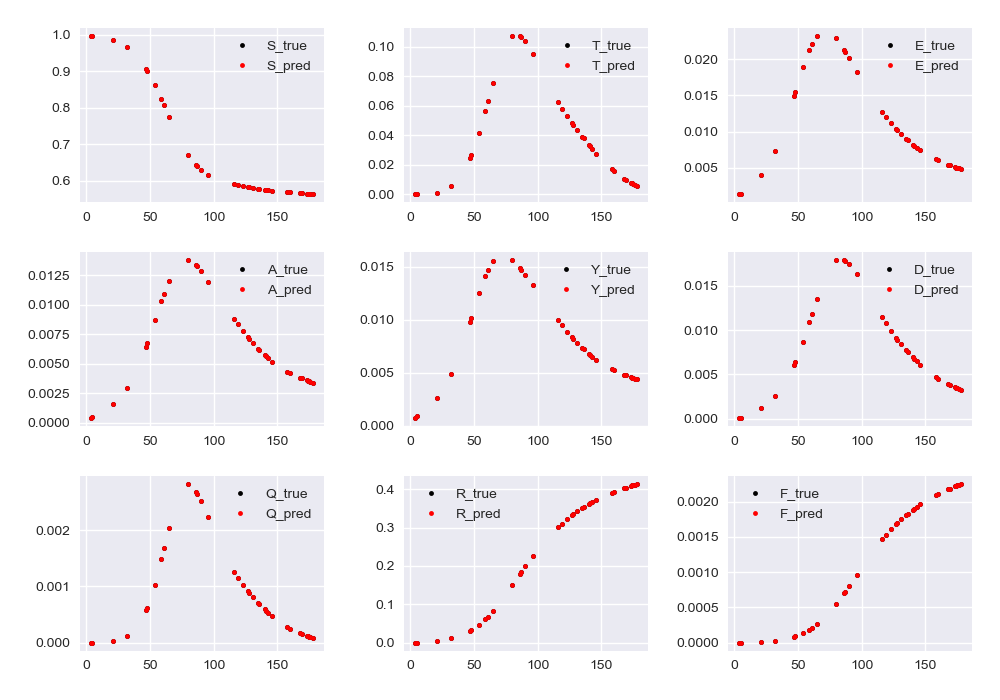 1.0
0.9
0.8
0.7
0.6
S_true
S_pred
0 50 100 150
0.10
0.08
0.06
0.04
0.02
0.00
T_true
T_pred
0 50 100 150
0.020
0.015
0.010
0.005
E_true
E_pred
0 50 100 150
0.0125
0.0100
0.0075
0.0050
0.0025
0.0000
A_true
A_pred
0 50 100 150
0.015
0.010
0.005
0.000
Y_true
Y_pred
0 50 100 150
0.015
0.010
0.005
0.000
D_true
D_pred
0 50 100 150
0.002
0.001
0.000
Q_true
Q_pred
0 50 100 150
0.4
0.3
0.2
0.1
0.0
R_true
R_pred
0 50 100 150
0.0020
0.0015
0.0010
0.0005
0.0000
F_true
F_pred
0 50 100 150